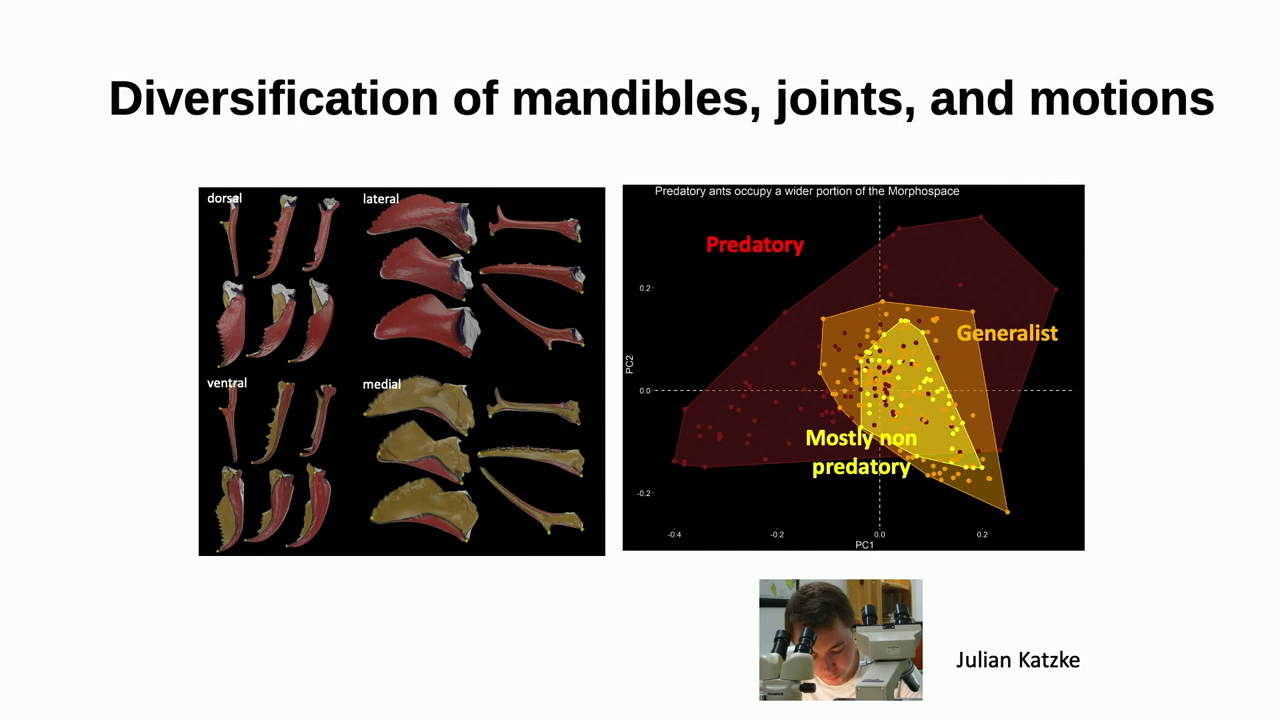 Diversification of mandibles, joints, and motions
dorsal
lateral
ventral
medial
Predatory ants occupy a wider portion of the Morphospace
Predatory
Generalist
Mostly non
predatory
PC2
0.2
0.0
-0.2
-0.4
-0.2
0.0
0.2
PC1
Julian Katzke